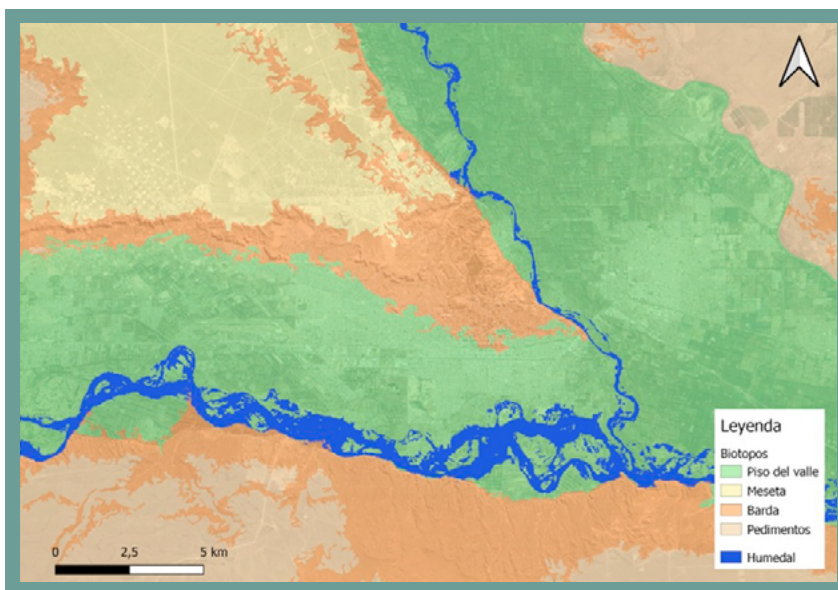 Leyenda
Biotopos
Piso del valle
Meseta
Barda
Pedimentos
Humedal
0 2,5 5 km